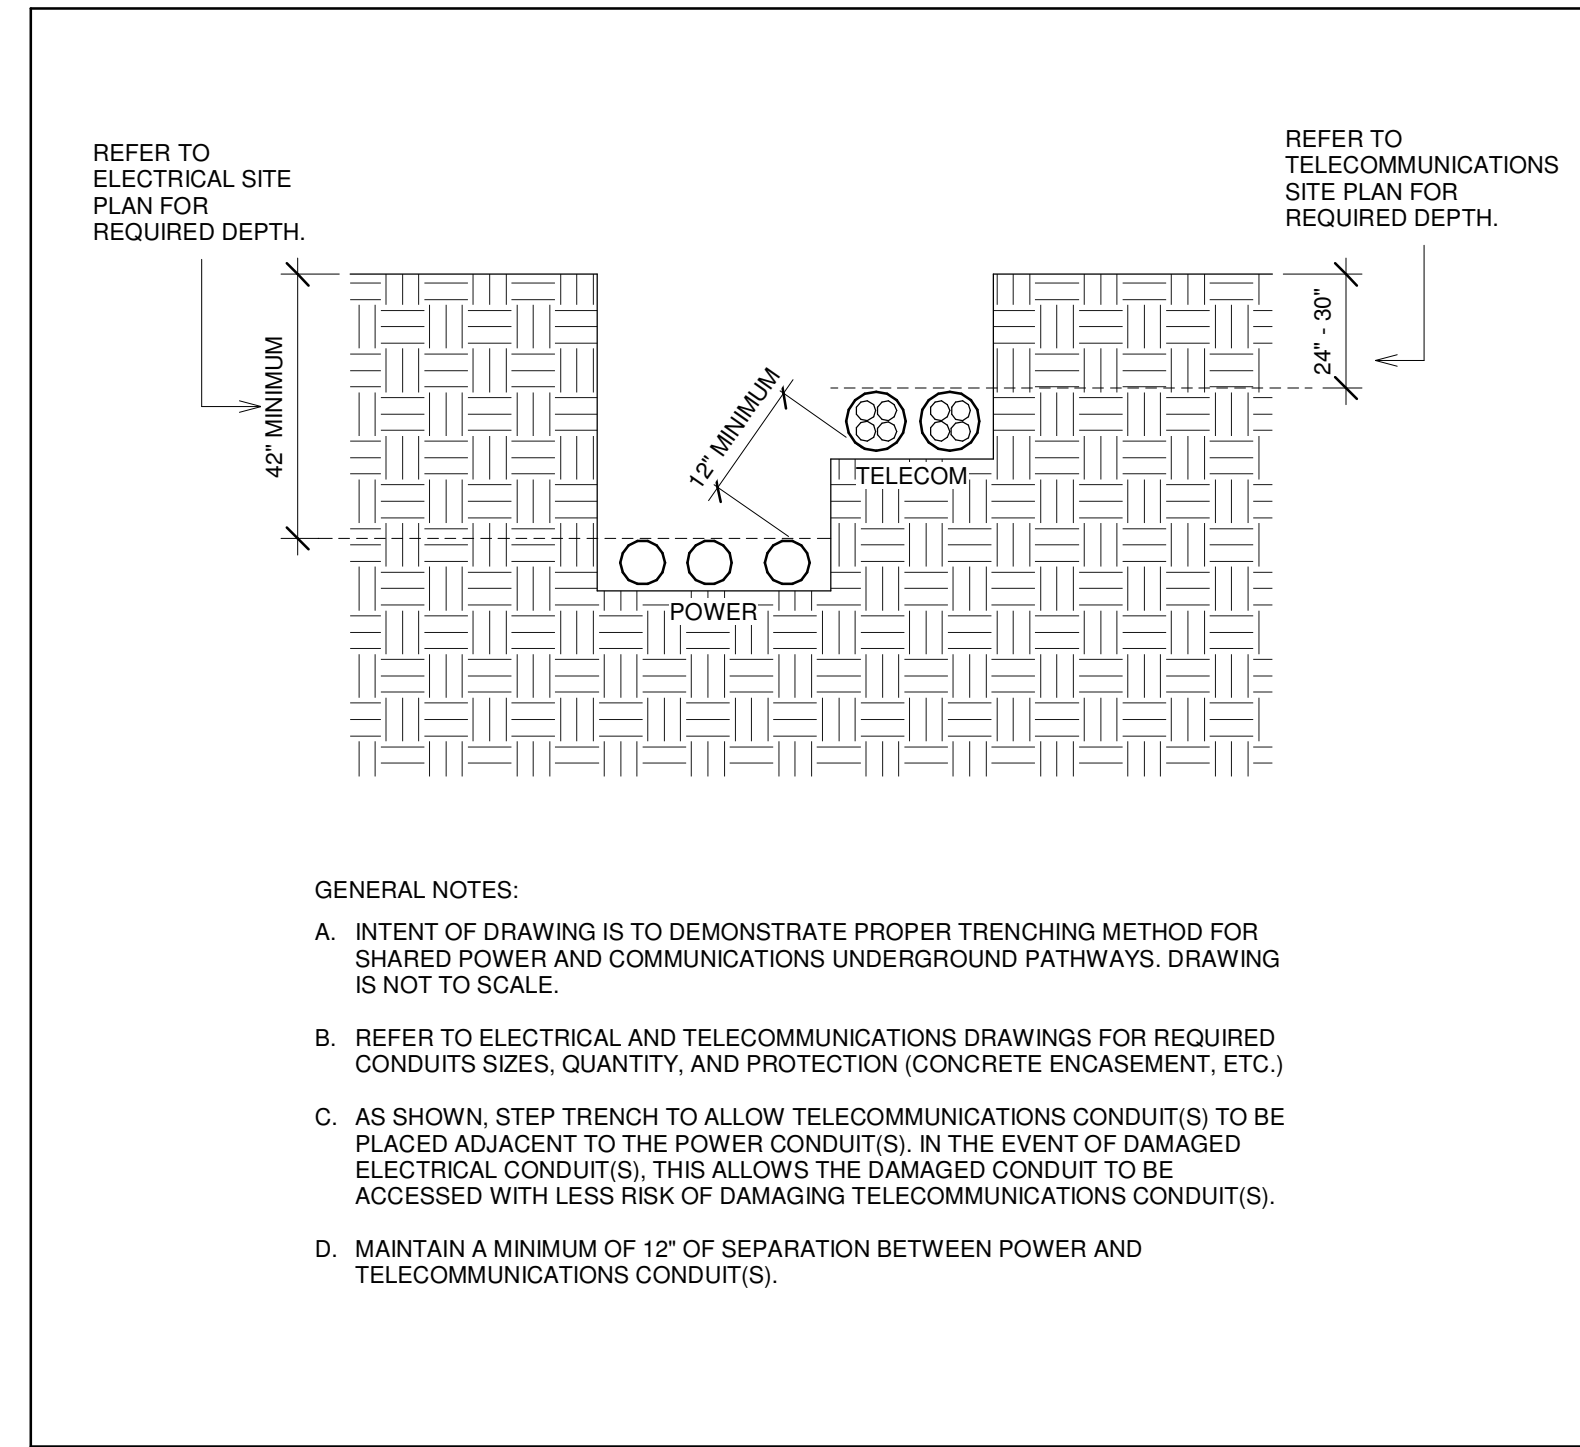 REFER TO
ELECTRICAL SITE
PLAN FOR
REQUIRED DEPTH.
REFER TO
TELECOMMUNICATIONS
SITE PLAN FOR
REQUIRED DEPTH.
42" MINIMUM
12" MINIMUM
24" - 30"
TELECOM
POWER
GENERAL NOTES:
A. INTENT OF DRAWING IS TO DEMONSTRATE PROPER TRENCHING METHOD FOR
SHARED POWER AND COMMUNICATIONS UNDERGROUND PATHWAYS. DRAWING
IS NOT TO SCALE.
B. REFER TO ELECTRICAL AND TELECOMMUNICATIONS DRAWINGS FOR REQUIRED
CONDUITS SIZES, QUANTITY, AND PROTECTION (CONCRETE ENCASEMENT, ETC.)
C. AS SHOWN, STEP TRENCH TO ALLOW TELECOMMUNICATIONS CONDUIT(S) TO BE
PLACED ADJACENT TO THE POWER CONDUIT(S). IN THE EVENT OF DAMAGED
ELECTRICAL CONDUIT(S), THIS ALLOWS THE DAMAGED CONDUIT TO BE
ACCESSED WITH LESS RISK OF DAMAGING TELECOMMUNICATIONS CONDUIT(S).
D. MAINTAIN A MINIMUM OF 12" OF SEPARATION BETWEEN POWER AND
TELECOMMUNICATIONS CONDUIT(S).